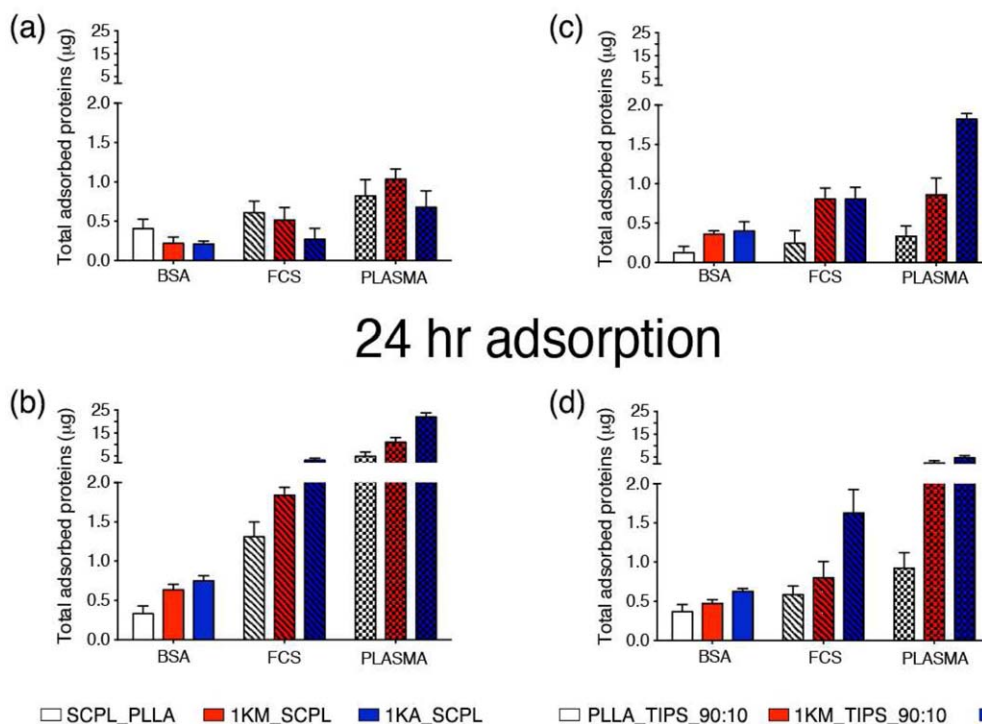 (a)
Total adsorbed proteins (µg)
25
15
5
2.0
1.5
1.0
0.5
0.0
BSA FCS PLASMA
(c)
Total adsorbed proteins (µg)
25
15
5
2.0
1.5
1.0
0.5
0.0
BSA FCS PLASMA
24 hr adsorption
(b)
Total adsorbed proteins (µg)
25
15
5
2.0
1.5
1.0
0.5
0.0
BSA FCS PLASMA
(d)
Total adsorbed proteins (µg)
25
15
5
2.0
1.5
1.0
0.5
0.0
BSA FCS PLASMA
SCPL_PLLA 1KM_SCPL 1KA_SCPL
PLLA_TIPS_90:10 1KM_TIPS_90:10